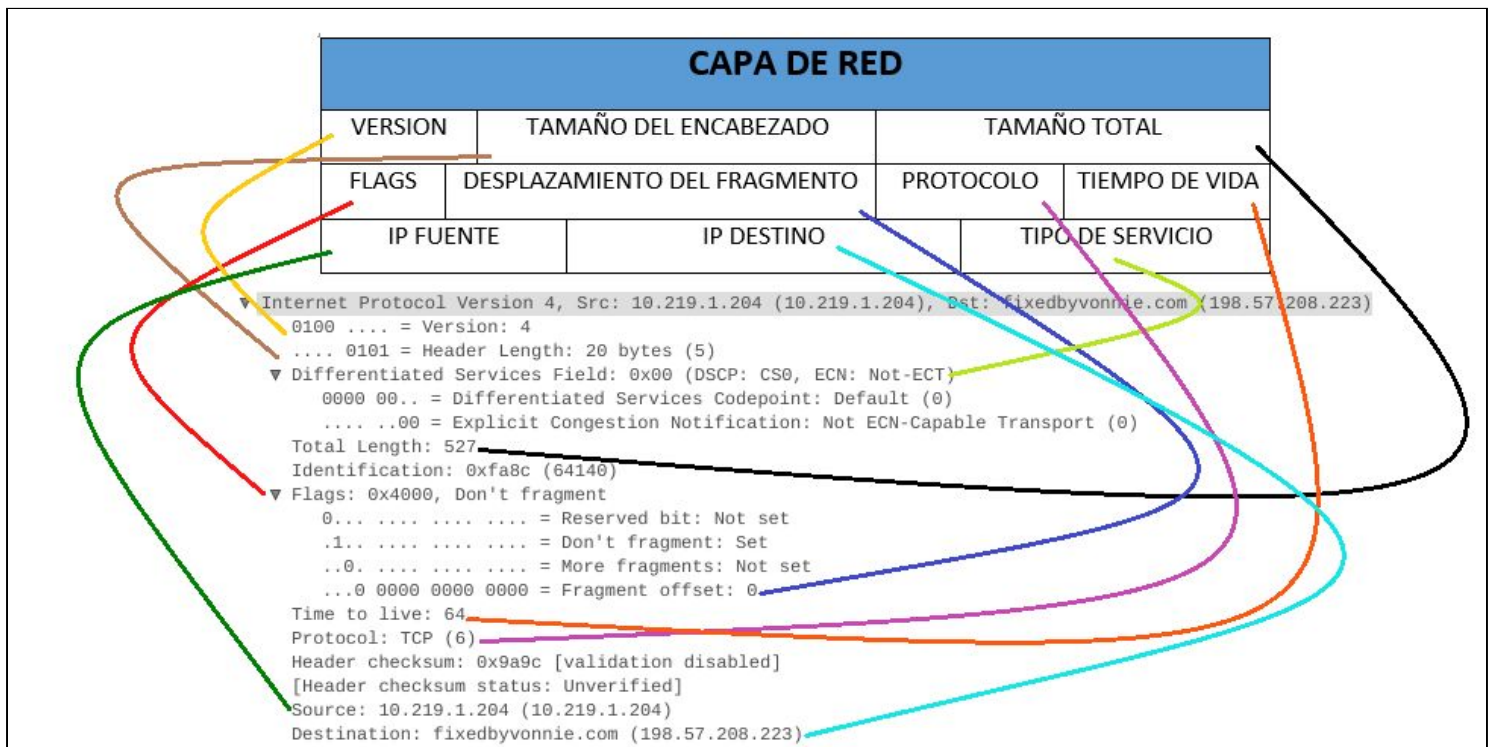 CAPA DE RED
VERSION TAMAÑO DEL ENCABEZADO TAMAÑO TOTAL
FLAGS DESPLAZAMIENTO DEL FRAGMENTO PROTOCOLO TIEMPO DE VIDA
IP FUENTE IP DESTINO TIPO DE SERVICIO
Internet Protocol Version 4, Src: 10.219.1.204 (10.219.1.204), Dst: fixedbyvonnie.com (198.57.208.223)
0100 .... = Version: 4
.... 0101 = Header Length: 20 bytes (5)
Differentiated Services Field: 0x00 (DSCP: CS0, ECN: Not-ECT)
0000 00.. = Differentiated Services Codepoint: Default (0)
.... ..00 = Explicit Congestion Notification: Not ECN-Capable Transport (0)
Total Length: 527
Identification: 0xfa8c (64140)
Flags: 0x4000, Don't fragment
0... .... .... .... = Reserved bit: Not set
.1.. .... .... .... = Don't fragment: Set
..0. .... .... .... = More fragments: Not set
...0 0000 0000 0000 = Fragment offset: 0
Time to live: 64
Protocol: TCP (6)
Header checksum: 0x9a9c [validation disabled]
[Header checksum status: Unverified]
Source: 10.219.1.204 (10.219.1.204)
Destination: fixedbyvonnie.com (198.57.208.223)